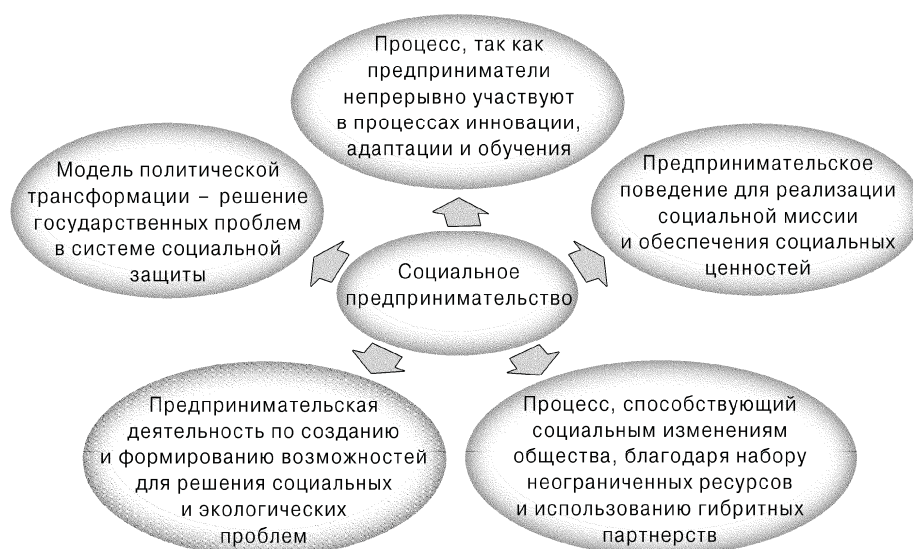 Процесс, так как
предприниматели
непрерывно участвуют
в процессах инновации,
адаптации и обучения
Модель политической
трансформации – решение
государственных проблем
в системе социальной
защиты
Предпринимательское
поведение для реализации
социальной миссии
и обеспечения социальных
ценностей
Социальное
предпринимательство
Предпринимательская
деятельность по созданию
и формированию возможностей
для решения социальных
и экологических
проблем
Процесс, способствующий
социальным изменениям
общества, благодаря набору
неограниченных ресурсов
и использованию гибритных
партнерств